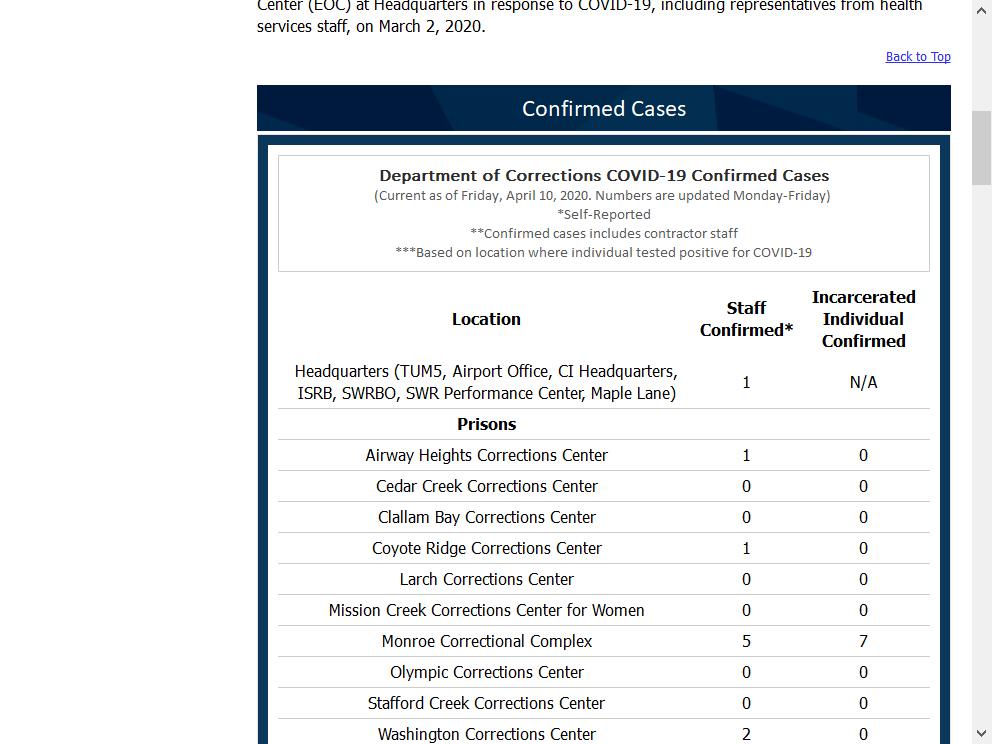 Center (EOC) at Headquarters in response to COVID-19, including representatives from health
services staff, on March 2, 2020.
Back to Top
Confirmed Cases
Department of Corrections COVID-19 Confirmed Cases
(Current as of Friday, April 10, 2020. Numbers are updated Monday-Friday)
*Self-Reported
**Confirmed cases includes contractor staff
***Based on location where individual tested positive for COVID-19
Location Staff Confirmed* Incarcerated Individual Confirmed
Headquarters (TUM5, Airport Office, CI Headquarters,
ISRB, SWRBO, SWR Performance Center, Maple Lane) 1 N/A
Prisons
Airway Heights Corrections Center 1 0
Cedar Creek Corrections Center 0 0
Clallam Bay Corrections Center 0 0
Coyote Ridge Corrections Center 1 0
Larch Corrections Center 0 0
Mission Creek Corrections Center for Women 0 0
Monroe Correctional Complex 5 7
Olympic Corrections Center 0 0
Stafford Creek Corrections Center 0 0
Washington Corrections Center 2 0